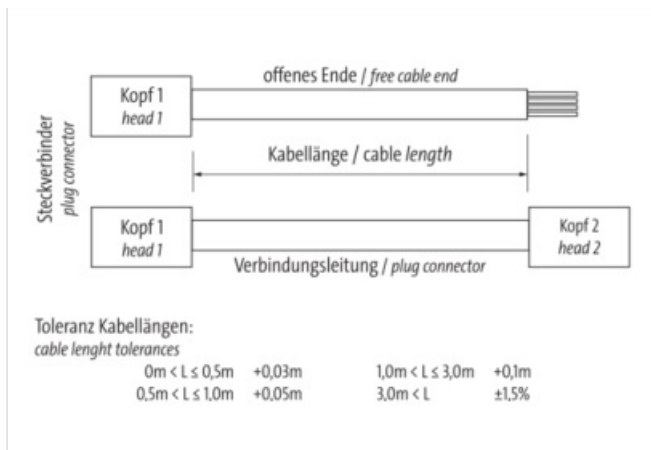 offenes Ende / free cable end
Kopf 1
head 1
Steckverbinder
plug connector
Kabellänge / cable length
Kopf 1
head 1
Kopf 2
head 2
Verbindungsleitung / plug connector
Toleranz Kabellängen:
cable lenght tolerances
0m < L ≤ 0,5m +0,03m 1,0m < L ≤ 3,0m +0,1m
0,5m < L ≤ 1,0m +0,05m 3,0m < L ±1,5%